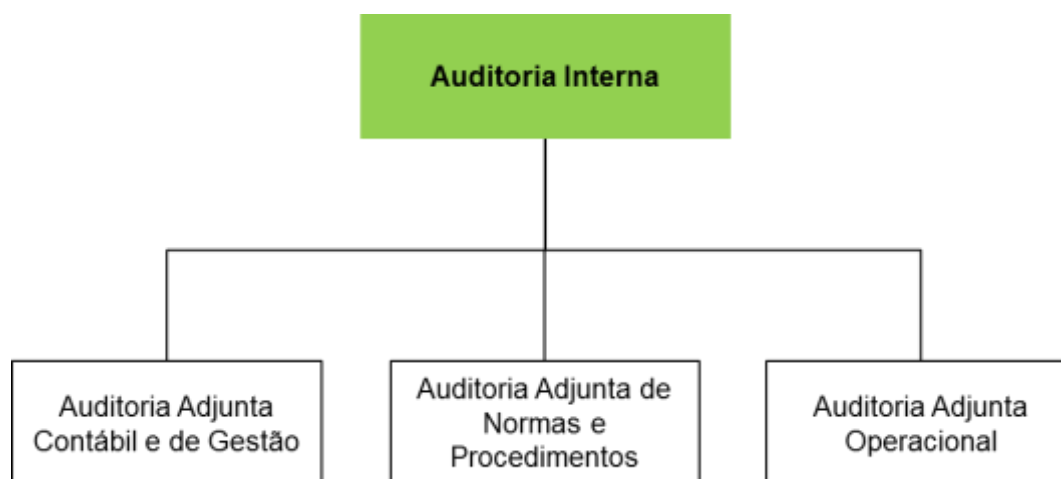 Auditoria Interna
Auditoria Adjunta
Contábil e de Gestão
Auditoria Adjunta de
Normas e
Procedimentos
Auditoria Adjunta
Operacional